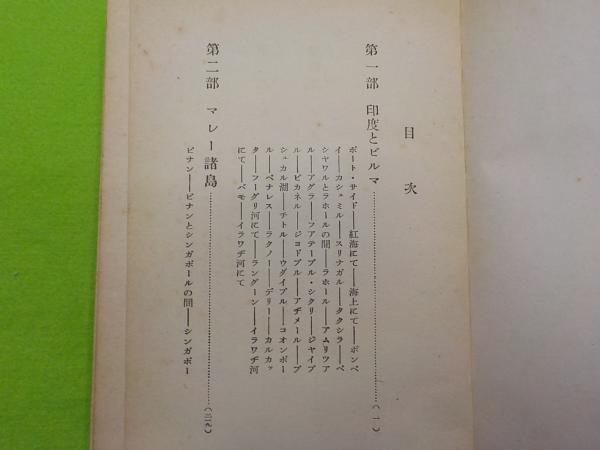 目次
第一部 印度とビルマ……………………(一)
ポート・サイド――紅海にて――海上にて――ボンベ
イ――カシュミル――スリナガル――タクシラ――ペ
シヤワルとラホールの間――ラホール――アムリツア
ル――アグラ――フアテープル・シクリ――ジャイプ
ル――ビカネル――ジョドプル――アヂメール――プ
シュカル湖――チトル――ウダイプル――コオンポー
ル――ベナレス――ラクノー――デリー――カルカッ
タ――フーグリ河にて――ラングーン――イラワヂ河
にて――バモ――イラワヂ河にて
第二部 マレー諸島……………………
ピナン――ピナンとシンガポールの間――シンガポー